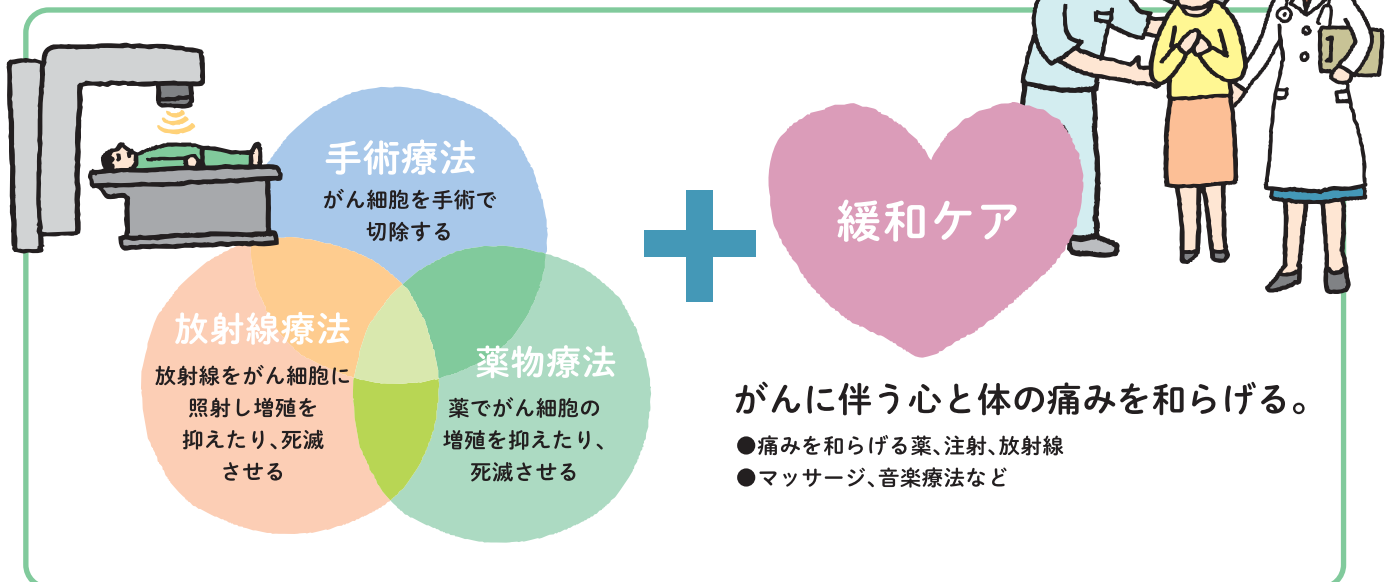 手術療法
がん細胞を手術で
切除する
放射線療法
放射線をがん細胞に
照射し増殖を
抑えたり、死滅
させる
薬物療法
薬でがん細胞の
増殖を抑えたり、
死滅させる
緩和ケア
がんに伴う心と体の痛みを和らげる。
●痛みを和らげる薬、注射、放射線
●マッサージ、音楽療法など